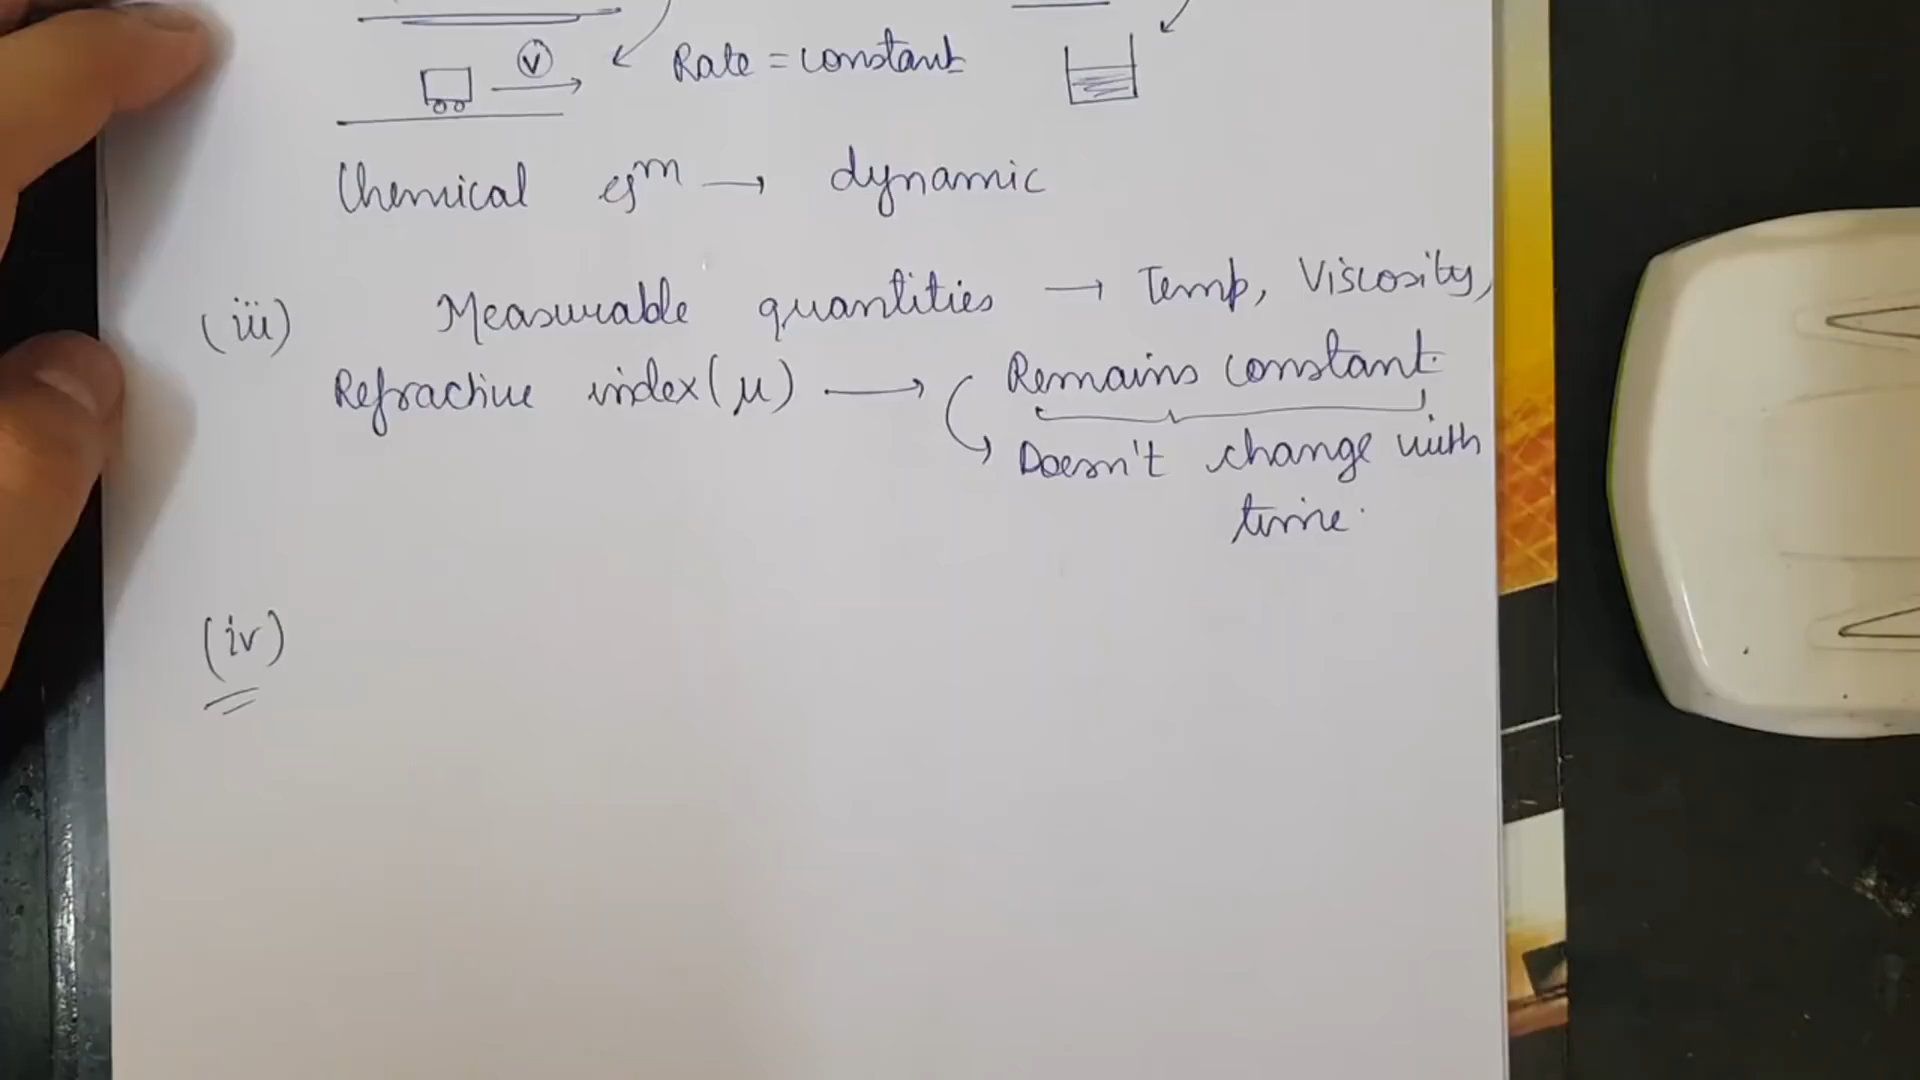 V
Rate = constant
Chemical eqm → dynamic
(iii) Measurable quantities → Temp, Viscosity,
Refractive index (μ) → Remains constant.
Doesn't change with
time.
(iv)